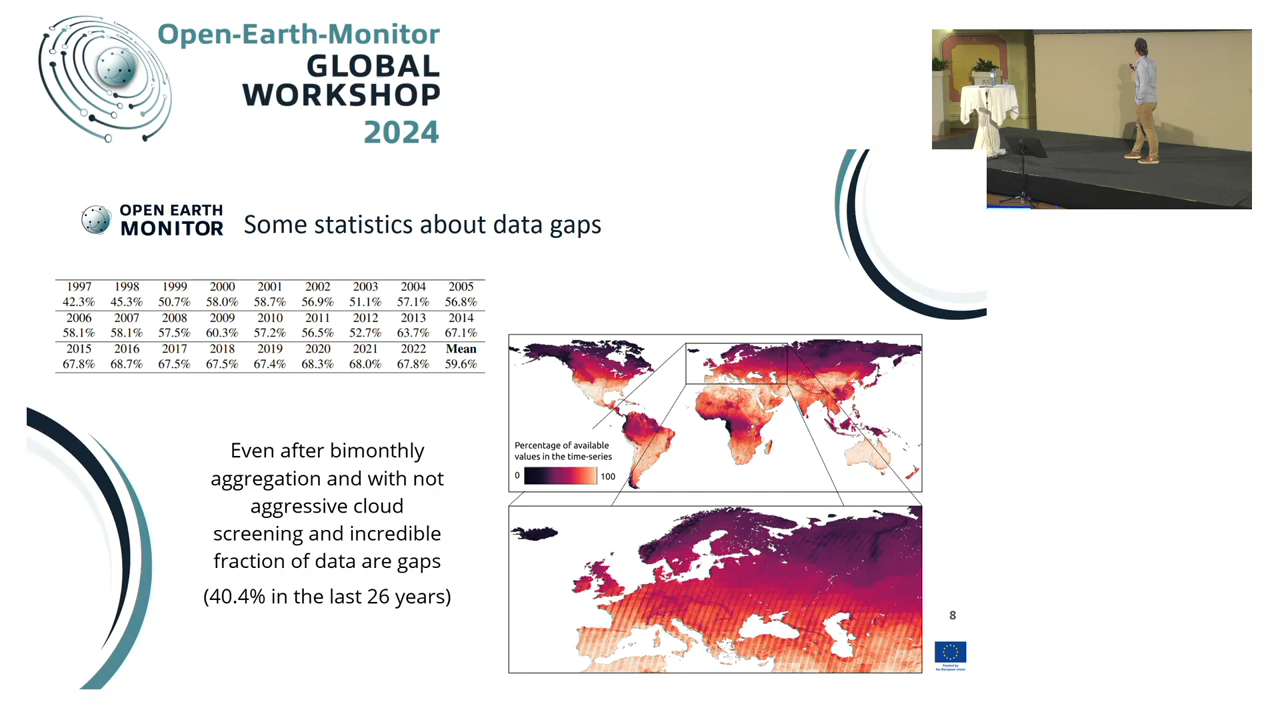 Open-Earth-Monitor
GLOBAL
WORKSHOP
2024
OPEN EARTH
MONITOR
Some statistics about data gaps
1997 1998 1999 2000 2001 2002 2003 2004 2005
42.3% 45.3% 50.7% 58.0% 58.7% 56.9% 51.1% 57.1% 56.8%
2006 2007 2008 2009 2010 2011 2012 2013 2014
58.1% 58.1% 57.5% 60.3% 57.2% 56.5% 52.7% 63.7% 67.1%
2015 2016 2017 2018 2019 2020 2021 2022 Mean
67.8% 68.7% 67.5% 67.5% 67.4% 68.3% 68.0% 67.8% 59.6%
Even after bimonthly
aggregation and with not
aggressive cloud
screening and incredible
fraction of data are gaps
(40.4% in the last 26 years)
Percentage of available
values in the time-series
0 100
8
Funded by
the European Union